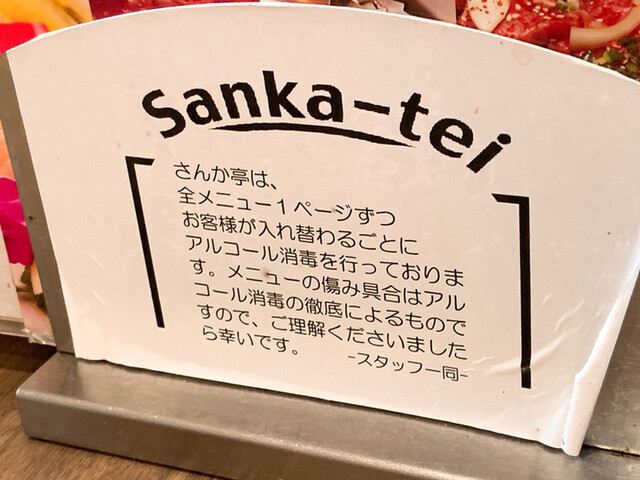 Sanka-tei
さんか亭は、
全メニュー1ページずつ
お客様が入れ替わるごとに
アルコール消毒を行っておりま
す。メニューの傷み具合はアル
コール消毒の徹底によるもので
すので、ご理解くださいました
ら幸いです。
-スタッフ一同-